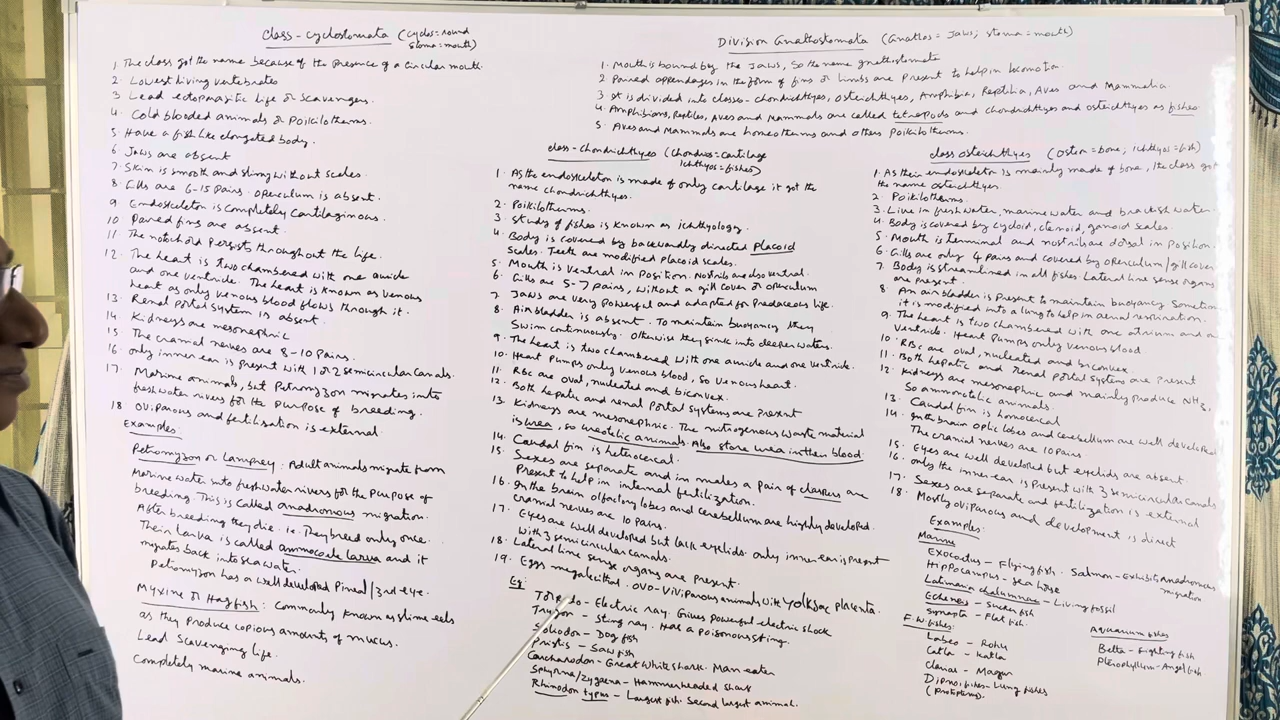 class-cyclostomata (cyclos=round
stoma=mouth)
1. The class got the name because of the presence of a circular mouth.
2. Lowest living vertebrates
3. Lead ectoparasitic life or scavengers.
4. Cold blooded animals or Poikilotherms.
5. Have a fish like elongated body.
6. Jaws are absent
7. Skin is smooth and slimy without scales.
8. Gills are 6-15 pairs. operculum is absent.
9. Endoskeleton is completely cartilaginous.
10. Paired fins are absent
11. The notochord persists throughout the life.
12. The heart is two chambered with one auricle
and one ventricle. The heart is known as venous
heart as only venous blood flows through it.
13. Renal portal system is absent.
14. Kidneys are mesonephric
15. The cranial nerves are 8-10 Pairs.
16. only inner ear is present with 1 or 2 semicircular canals.
17. Marine animals, but Petromyzon migrates into
freshwater rivers for the purpose of breeding.
18. Oviparous and fertilisation is external
Examples
Petromyzon or Lamprey: Adult animals migrate from
Marine water into freshwater rivers for the purpose of
breeding. This is called anadromous migration.
After breeding they die. i.e. They breed only once.
Their Larva is called ammocate larva and it
migrates back into sea water.
Petromyzon has a well developed Pineal/3rd eye.
Myxine or Hagfish: Commonly known as slime eels
as they produce copious amounts of mucus.
Lead scavenging life.
Completely marine animals.
Division Gnathostomata (Gnathos=Jaws; stoma=mouth)
1. Mouth is bound by the jaws, so the name gnathostomata
2. Paired appendages in the form of fins or limbs are present to help in locomotion.
3. It is divided into classes-chondrichthyes, osteichthyes, Amphibia, Reptilia, Aves and Mammalia.
4. Amphibians, Reptiles, Aves and Mammals are called tetrapods and chondrichthyes and osteichthyes as fishes
5. Aves and Mammals are homeotherms and others Poikilotherms.
class-chondrichthyes (chondros=cartilage
ichthyos=fishes)
1. As the endoskeleton is made of only cartilage it got the
name chondrichthyes.
2. Poikilotherms.
3. study of fishes is known as ichthyology.
4. Body is covered by backwardly directed placoid
scales. Teeth are modified placoid scales.
5. Mouth is ventral in position. Nostrils are also ventral.
6. Gills are 5-7 pairs, without a gill cover or operculum
7. Jaws are very powerful and adapted for predaceous life.
8. Air bladder is absent. To maintain buoyancy they
Swim continuously. otherwise they sink into deeper waters.
9. The heart is two chambered with one auricle and one ventricle.
10. Heart Pumps only venous blood, so venous heart.
11. RBC are oval, nucleated and biconvex.
12. Both hepatic and renal portal systems are present
13. Kidneys are mesonephric. The nitrogenous waste material
is urea, so ureotelic animals. Also store urea in their blood.
14. Caudal fin is heterocercal.
15. Sexes are separate and in males a pair of claspers are
Present to help in internal fertilization.
16. In the brain olfactory lobes and cerebellum are highly developed.
cranial nerves are 10 Pairs.
17. Eyes are well developed but lack eyelids. only inner ear is present
with 3 semicircular canals.
18. Lateral line sense organs are present.
19. Eggs megalecithal. ovo-viviparous animals with yolksac placenta.
Eg:
Torpedo-Electric ray. Gives powerful electric shock
Trygon-Sting ray. Has a poisonous sting.
Scoliodon-Dog fish
Pristis-Saw fish
Carcharodon-Great White shark. Man eater
Sphyrna/zygaena-Hammerheaded shark
Rhinodon typus-Largest fish. Second largest animal.
class osteichthyes (osteon=bone, ichthyos=fish)
1. As their endoskeleton is mainly made of bone, the class got
the name osteichthyes.
2. Poikilotherms.
3. Live in freshwater, marine water and brackish water.
4. Body is covered by cycloid, ctenoid, ganoid scales.
5. Mouth is terminal and nostrils are dorsal in position.
6. Gills are only 4 pairs and covered by operculum/gill cover
7. Body is streamlined in all fishes. Lateral line sense organs
are present.
8. An air bladder is present to maintain buoyancy. Sometimes
it is modified into a lung to help in aerial respiration.
9. The heart is two chambered with one atrium and one
Ventricle. Heart Pumps only venous blood
10. RBC are oval, nucleated and biconvex
11. Both hepatic and renal portal system are present
12. Kidneys are mesonephric and mainly produce NH3,
So ammonotelic animals.
13. Caudal fin is homocercal
14. In the brain optic lobes and cerebellum are well developed
The cranial nerves are 10 pairs
15. Eyes are well developed but eyelids are absent
16. only the inner ear is present with 3 semicircular canals
17. Sexes are separate and fertilization is external
18. Mostly oviparous and development is direct
Examples:
Marine
Exocoetus-Flying fish. Salmon-Exhibits Anadromous
migration
Hippocampus-Sea horse
Latimaria chalumnae-Living fossil
Echeneis-Sucker fish
Synapta-Flat fish.
F.W fishes:
Labeo-Rohu
Catla-Katla
Clarias-Magur
Dipnoi fishes-Lung fishes
(Protopterus)
Aquarium fishes
Betta-Fighting fish
Pterophyllum-Angel fish